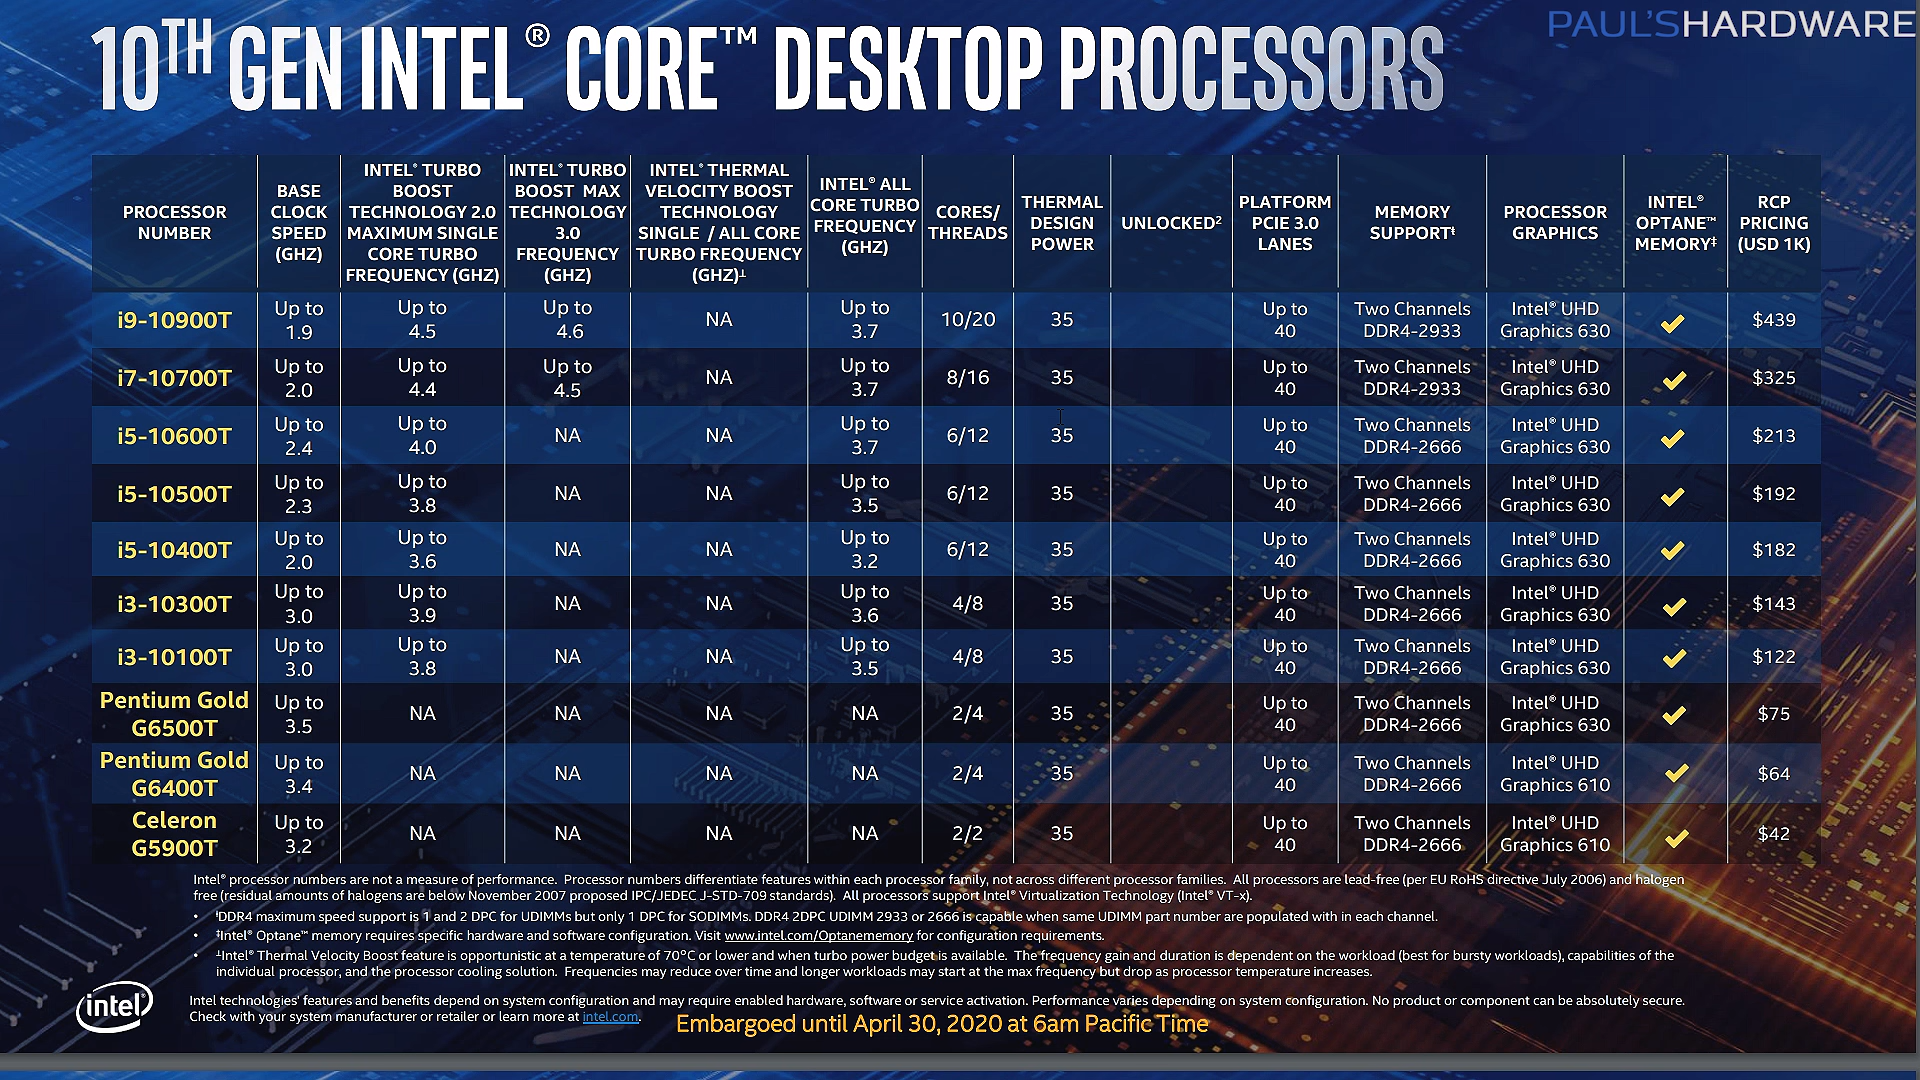 PAUL'SHARDWARE
10TH GEN INTEL® CORE™ DESKTOP PROCESSORS
PROCESSOR NUMBER
BASE CLOCK SPEED (GHZ)
INTEL® TURBO BOOST TECHNOLOGY 2.0 MAXIMUM SINGLE CORE TURBO FREQUENCY (GHZ)
INTEL® TURBO BOOST MAX TECHNOLOGY 3.0 FREQUENCY (GHZ)
INTEL® THERMAL VELOCITY BOOST TECHNOLOGY SINGLE / ALL CORE TURBO FREQUENCY (GHZ)┴
INTEL® ALL CORE TURBO FREQUENCY (GHZ)
CORES/ THREADS
THERMAL DESIGN POWER
UNLOCKED²
PLATFORM PCIE 3.0 LANES
MEMORY SUPPORTƚ
PROCESSOR GRAPHICS
INTEL® OPTANE™ MEMORY‡
RCP PRICING (USD 1K)
i9-10900T Up to 1.9 Up to 4.5 Up to 4.6 NA Up to 3.7 10/20 35 Up to 40 Two Channels DDR4-2933 Intel® UHD Graphics 630 ✔ $439
i7-10700T Up to 2.0 Up to 4.4 Up to 4.5 NA Up to 3.7 8/16 35 Up to 40 Two Channels DDR4-2933 Intel® UHD Graphics 630 ✔ $325
i5-10600T Up to 2.4 Up to 4.0 NA NA Up to 3.7 6/12 35 Up to 40 Two Channels DDR4-2666 Intel® UHD Graphics 630 ✔ $213
i5-10500T Up to 2.3 Up to 3.8 NA NA Up to 3.5 6/12 35 Up to 40 Two Channels DDR4-2666 Intel® UHD Graphics 630 ✔ $192
i5-10400T Up to 2.0 Up to 3.6 NA NA Up to 3.2 6/12 35 Up to 40 Two Channels DDR4-2666 Intel® UHD Graphics 630 ✔ $182
i3-10300T Up to 3.0 Up to 3.9 NA NA Up to 3.6 4/8 35 Up to 40 Two Channels DDR4-2666 Intel® UHD Graphics 630 ✔ $143
i3-10100T Up to 3.0 Up to 3.8 NA NA Up to 3.5 4/8 35 Up to 40 Two Channels DDR4-2666 Intel® UHD Graphics 630 ✔ $122
Pentium Gold G6500T Up to 3.5 NA NA NA NA 2/4 35 Up to 40 Two Channels DDR4-2666 Intel® UHD Graphics 630 ✔ $75
Pentium Gold G6400T Up to 3.4 NA NA NA NA 2/4 35 Up to 40 Two Channels DDR4-2666 Intel® UHD Graphics 610 ✔ $64
Celeron G5900T Up to 3.2 NA NA NA NA 2/2 35 Up to 40 Two Channels DDR4-2666 Intel® UHD Graphics 610 ✔ $42
Intel® processor numbers are not a measure of performance. Processor numbers differentiate features within each processor family, not across different processor families. All processors are lead-free (per EU RoHS directive July 2006) and halogen
free (residual amounts of halogens are below November 2007 proposed IPC/JEDEC J-STD-709 standards). All processors support Intel® Virtualization Technology (Intel® VT-x).
• ƚDDR4 maximum speed support is 1 and 2 DPC for UDIMMs but only 1 DPC for SODIMMs. DDR4 2DPC UDIMM 2933 or 2666 is capable when same UDIMM part number are populated with in each channel.
• ‡Intel® Optane™ memory requires specific hardware and software configuration. Visit www.intel.com/Optanememory for configuration requirements.
• ┴Intel® Thermal Velocity Boost feature is opportunistic at a temperature of 70°C or lower and when turbo power budget is available. The frequency gain and duration is dependent on the workload (best for bursty workloads), capabilities of the
individual processor, and the processor cooling solution. Frequencies may reduce over time and longer workloads may start at the max frequency but drop as processor temperature increases.
intel
Intel technologies' features and benefits depend on system configuration and may require enabled hardware, software or service activation. Performance varies depending on system configuration. No product or component can be absolutely secure.
Check with your system manufacturer or retailer or learn more at intel.com.
Embargoed until April 30, 2020 at 6am Pacific Time